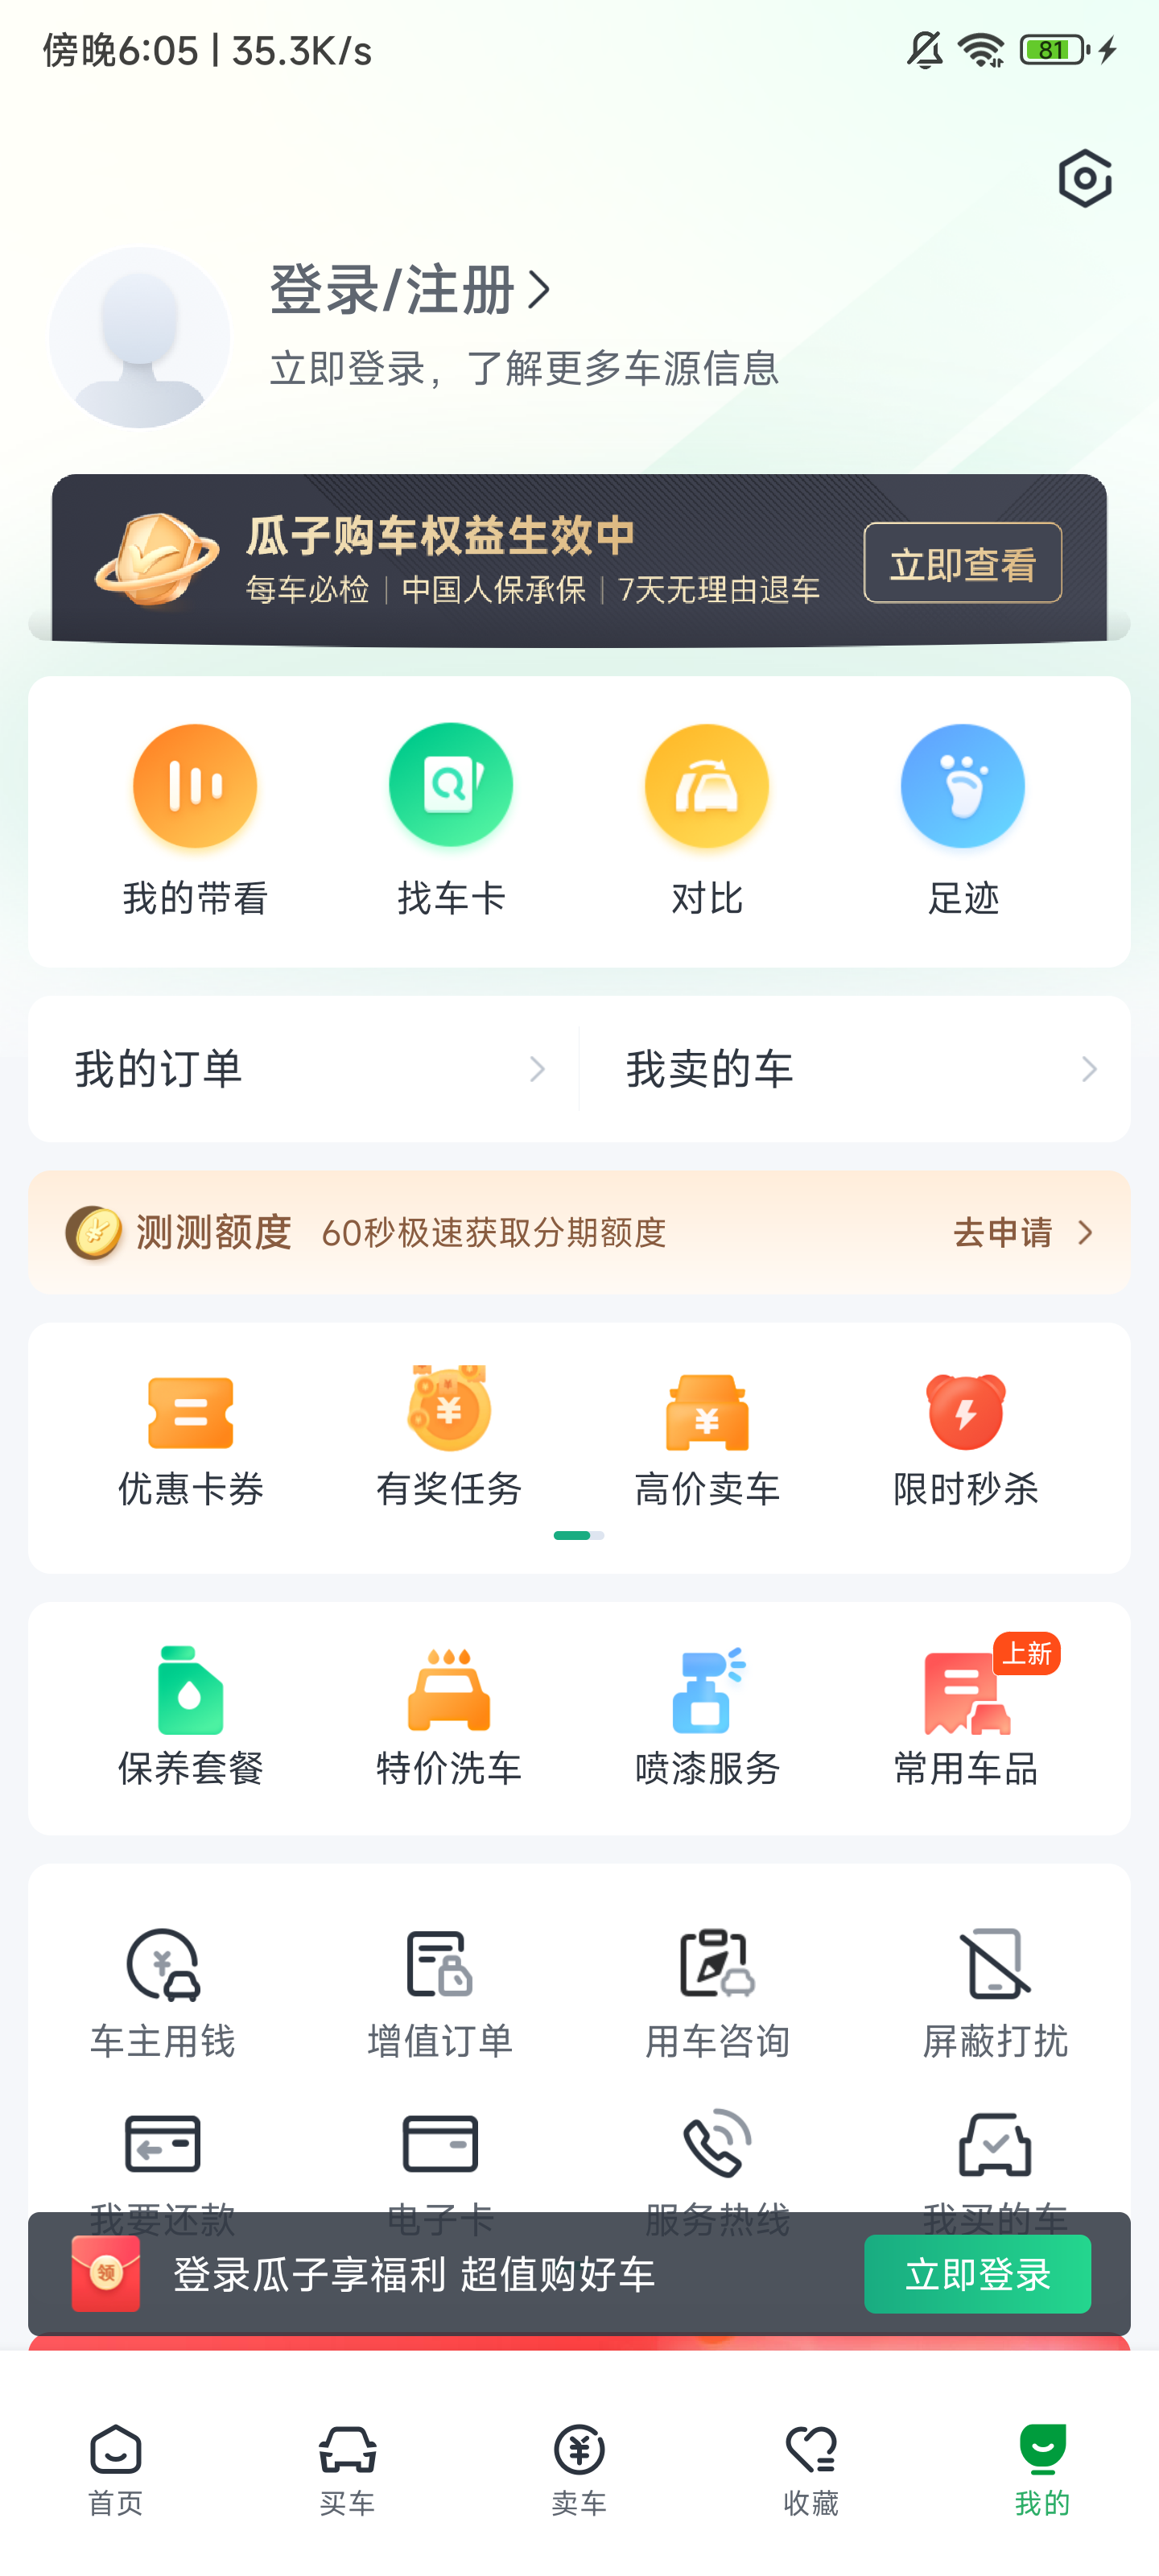 傍晚6:05 | 35.3K/s
81
登录/注册
立即登录，了解更多车源信息
瓜子购车权益生效中
每车必检 | 中国人保承保 | 7天无理由退车
立即查看
我的带看 找车卡 对比 足迹
我的订单 我卖的车
测测额度 60秒极速获取分期额度 去申请
优惠卡券 有奖任务 高价卖车 限时秒杀
上新
保养套餐 特价洗车 喷漆服务 常用车品
车主用钱 增值订单 用车咨询 屏蔽打扰
我要还款 电子卡 服务热线 我买的车
领 登录瓜子享福利 超值购好车 立即登录
首页 买车 卖车 收藏 我的